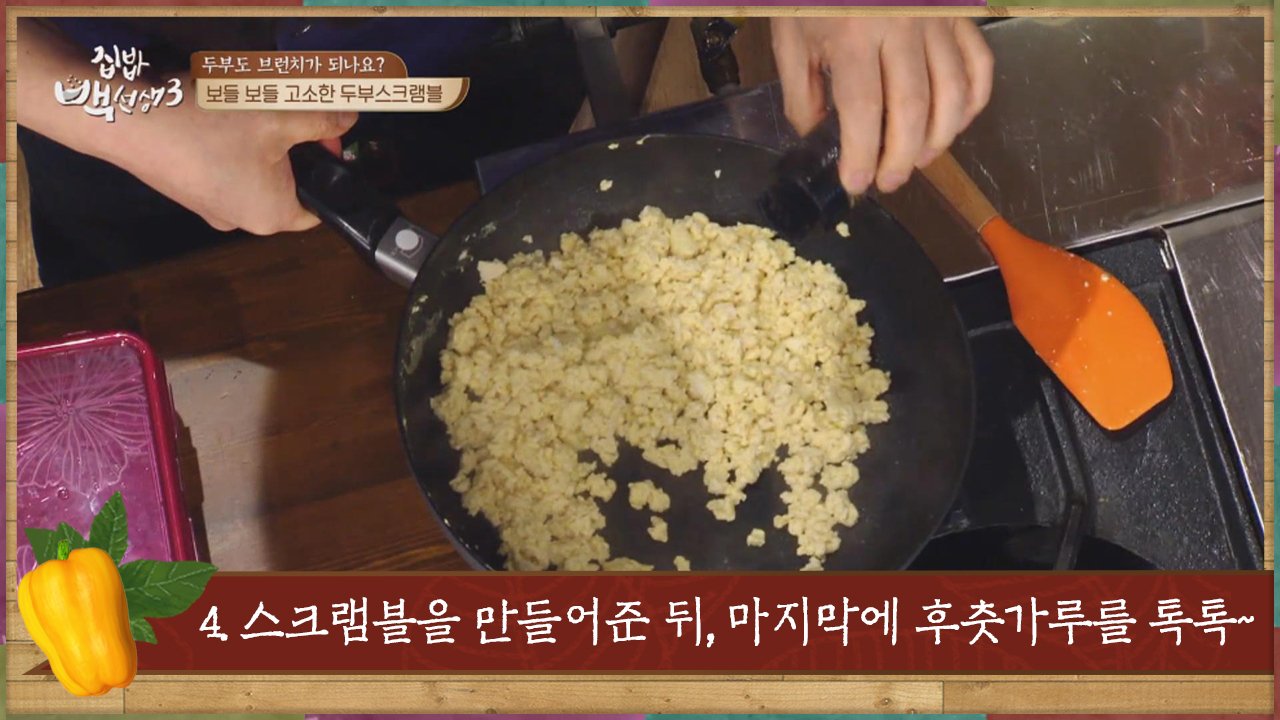 집밥
백선생3
두부도 브런치가 되나요?
보들 보들 고소한 두부스크램블
4. 스크램블을 만들어준 뒤, 마지막에 후춧가루를 톡톡~